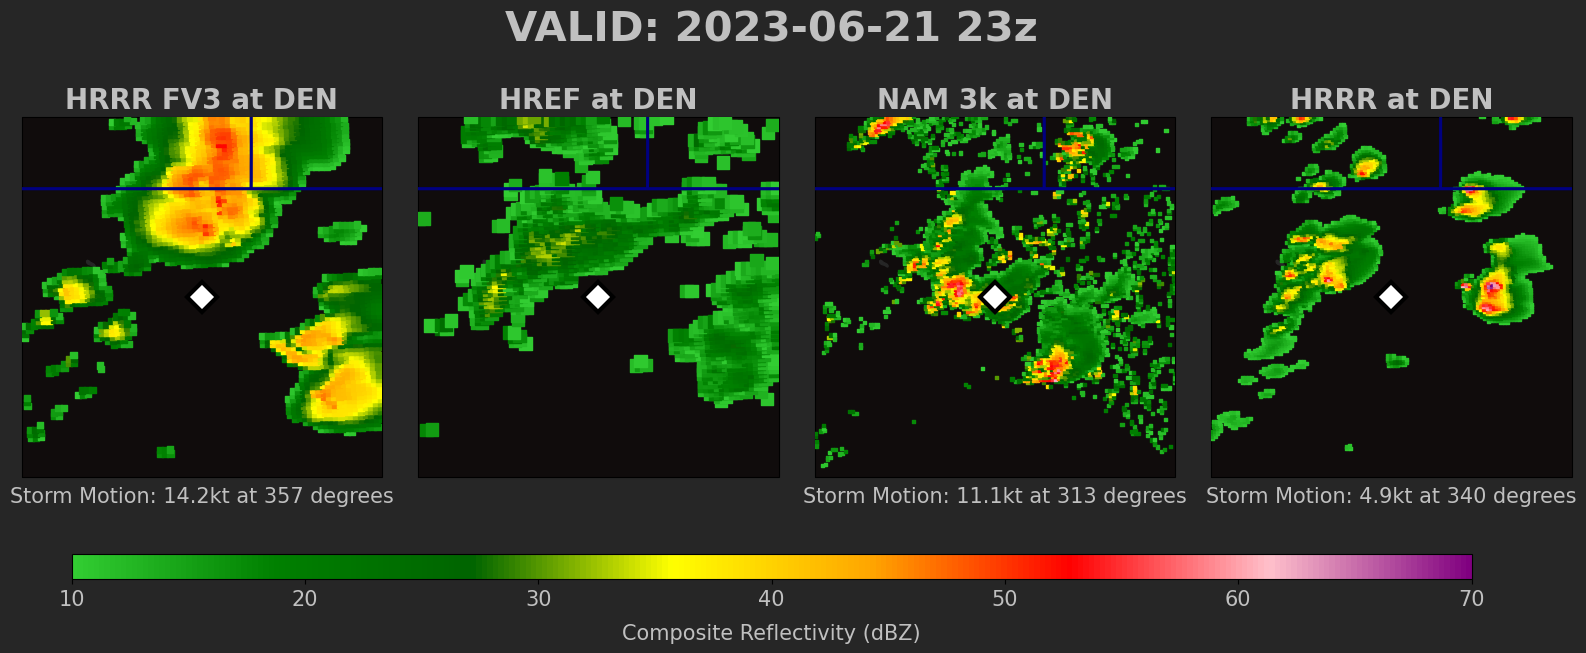 VALID: 2023-06-21 23z
HRRR FV3 at DEN
HREF at DEN
NAM 3k at DEN
HRRR at DEN
Storm Motion: 14.2kt at 357 degrees
Storm Motion: 11.1kt at 313 degrees
Storm Motion: 4.9kt at 340 degrees
10 20 30 40 50 60 70
Composite Reflectivity (dBZ)